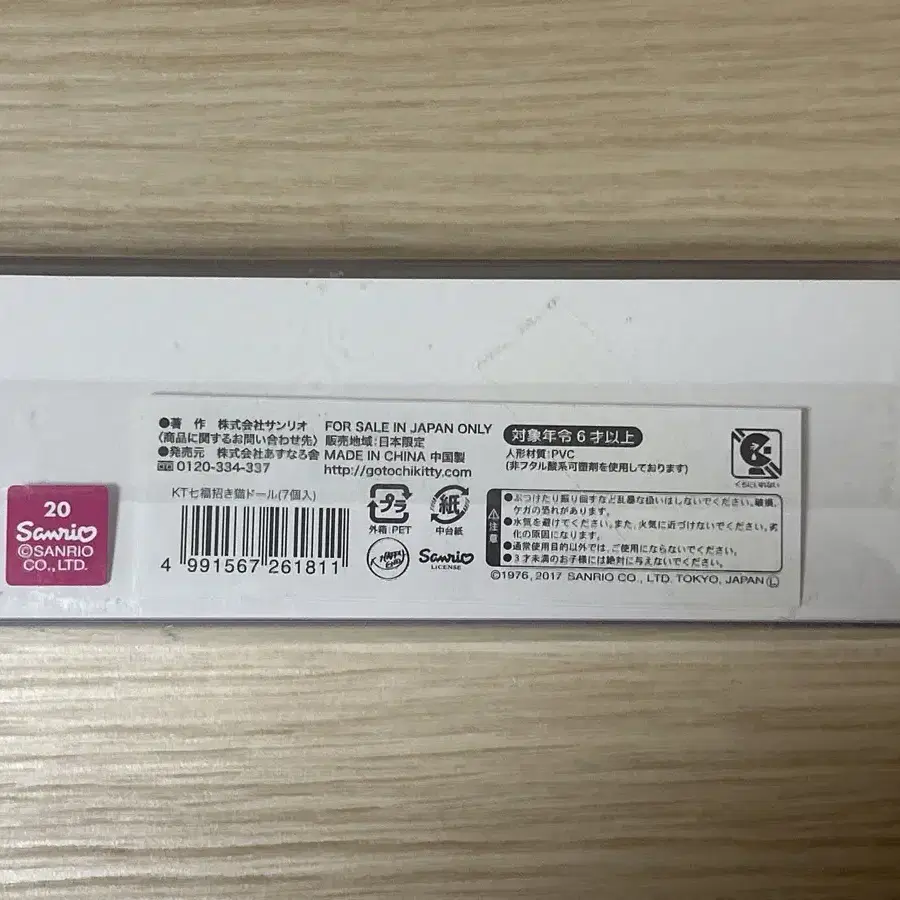 ●著 作 株式会社サンリオ
〈商品に関するお問い合わせ先〉
●発売元 株式会社あすなる舎
0120-334-337
FOR SALE IN JAPAN ONLY
販売地域:日本限定
MADE IN CHINA 中国製
http://gotochikitty.com
対象年令6才以上
人形材質:PVC
(非フタル酸系可塑剤を使用しております)
KT七福招き猫ドール(7個入)
4 991567 261811
プラ
外箱:PET
紙
中台紙
HAPPY END
Sanrio
LICENSE
注意
●ぶつけたり振り回すなど乱暴な扱いはしないでください。破損、
ケガの恐れがあります。
●水気を避けてください。また、火気に近づけないでください。劣
化の原因になります。
●通常使用目的以外では、ご使用にならないでください。
●3才未満のお子様には絶対に与えないでください。
©1976, 2017 SANRIO CO., LTD. TOKYO, JAPAN Ⓛ
20
Sanrio
©SANRIO
CO., LTD.